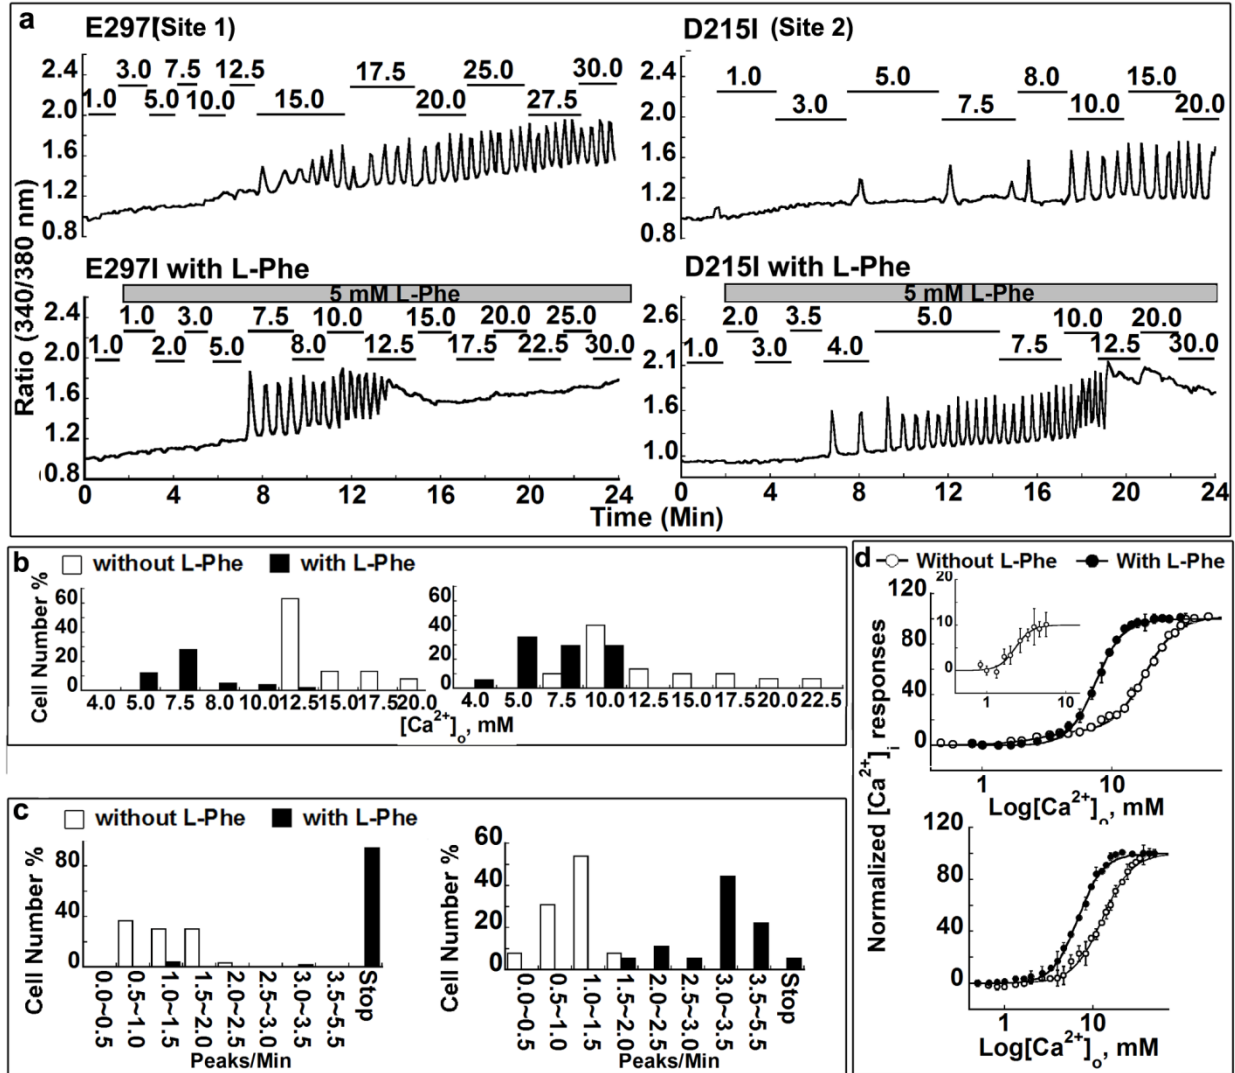 a
E297I (Site 1)
D215I (Site 2)
2.4
2.0
1.6
1.2
0.8
3.0 7.5 12.5 17.5 25.0 30.0
1.0 5.0 10.0 15.0 20.0 27.5
2.4
2.0
1.6
1.2
0.8
1.0 5.0 8.0 15.0
3.0 7.5 10.0 20.0
Ratio (340/380 nm)
E297I with L-Phe
D215I with L-Phe
5 mM L-Phe
2.4
2.0
1.6
1.2
0.8
1.0 3.0 7.5 10.0 15.0 20.0 25.0
1.0 2.0 5.0 8.0 12.5 17.5 22.5 30.0
0 4 8 12 16 20 24
5 mM L-Phe
2.6
2.1
1.6
1.0
2.0 3.5 5.0 10.0 20.0
1.0 3.0 4.0 7.5 12.5 30.0
0 4 8 12 16 20 24
Time (Min)
b
without L-Phe with L-Phe
Cell Number %
60
40
20
0
4.0 5.0 7.5 8.0 10.0 12.5 15.0 17.5 20.0
60
40
20
0
4.0 5.0 7.5 10.0 12.5 15.0 17.5 20.0 22.5
[Ca2+]o, mM
c
without L-Phe with L-Phe
Cell Number %
80
40
0
0.0~0.5
0.5~1.0
1.0~1.5
1.5~2.0
2.0~2.5
2.5~3.0
3.0~3.5
3.5~5.5
Stop
Peaks/Min
Cell Number %
60
40
20
0
0.0~0.5
0.5~1.0
1.0~1.5
1.5~2.0
2.0~2.5
2.5~3.0
3.0~3.5
3.5~5.5
Stop
Peaks/Min
d
Without L-Phe With L-Phe
Normalized [Ca2+]i responses
120
80
40
0
20
10
0
1 10
1 10
Log[Ca2+]o, mM
120
80
40
0
1 10
Log[Ca2+]o, mM